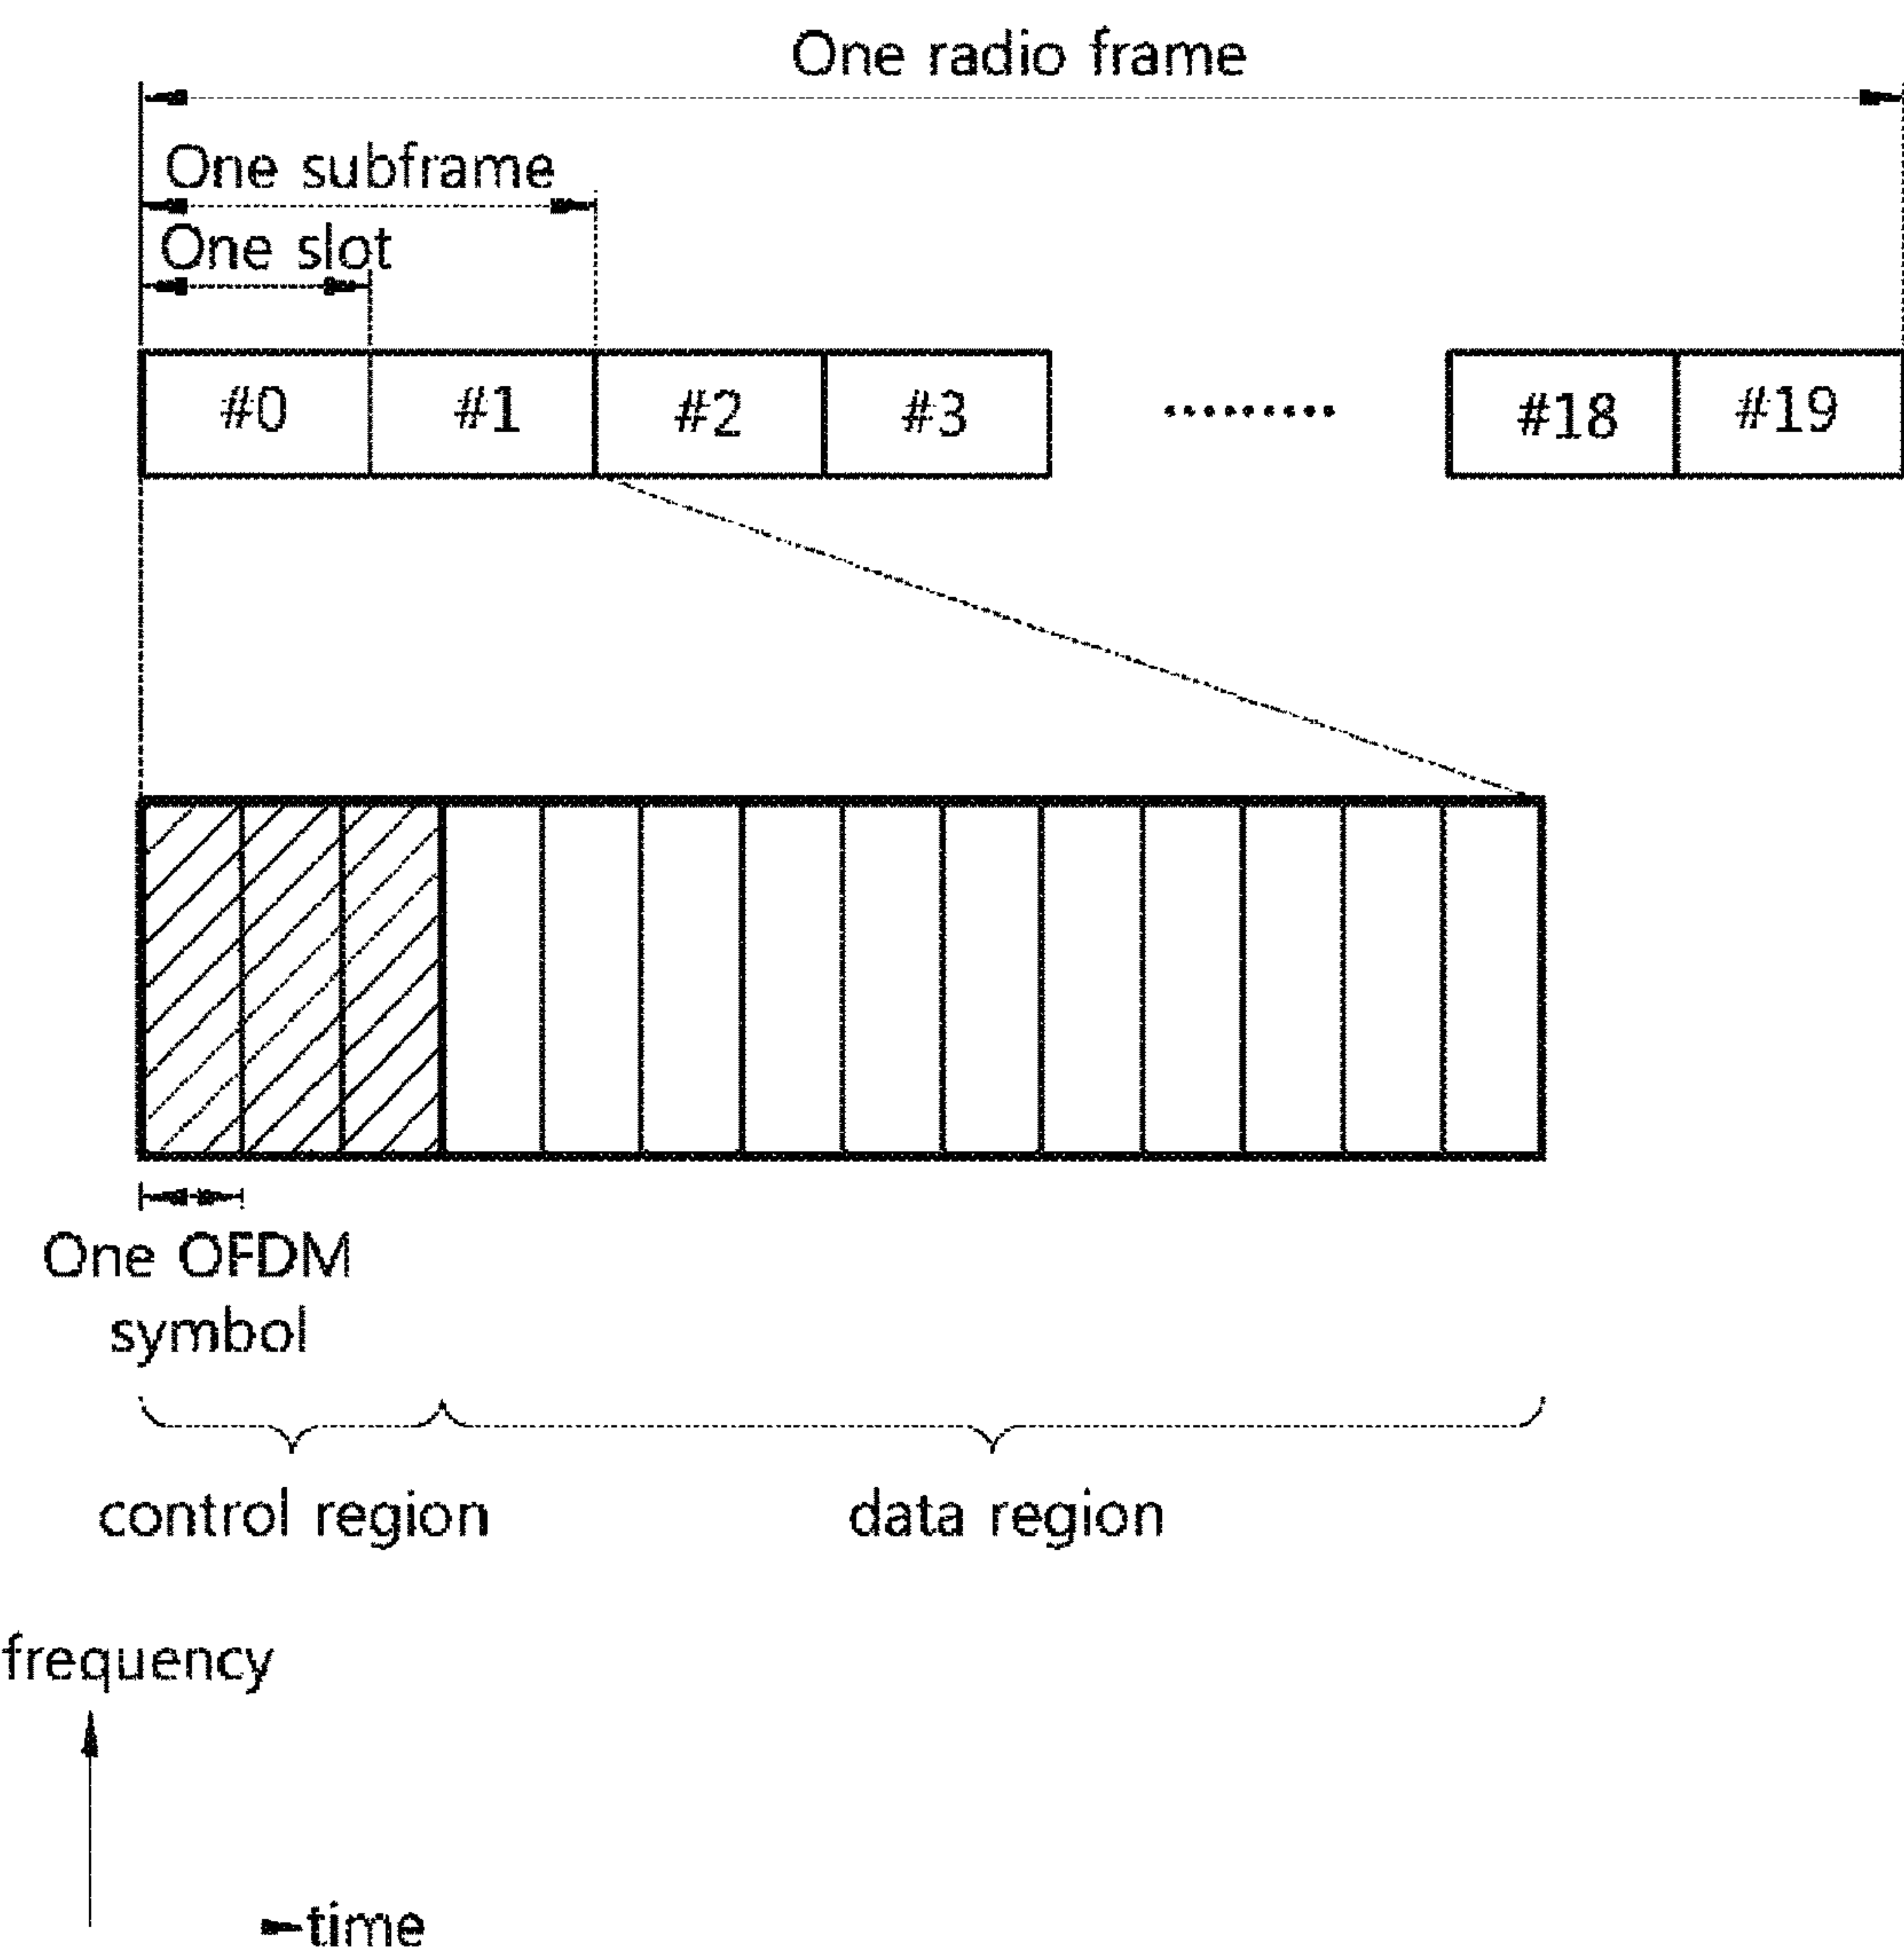 One radio frame
One subframe
One slot
#0 #1 #2 #3 ......... #18 #19
One OFDM
symbol
control region data region
frequency
time